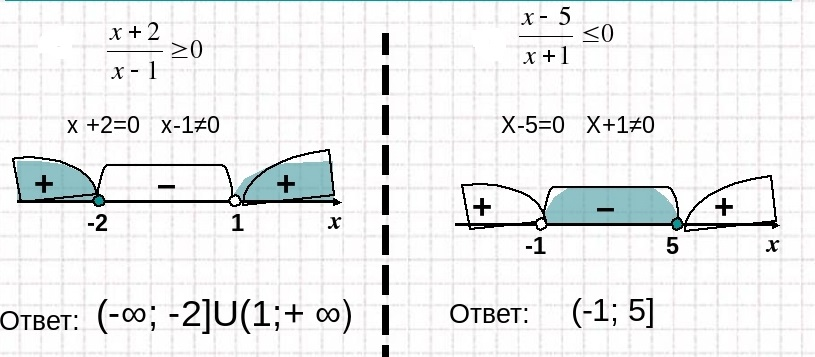 x + 2
x - 1
≥0
x +2=0 x-1≠0
+ – +
-2 1 x
Ответ: (-∞; -2]U(1;+ ∞)
x - 5
x +1
≤0
X-5=0 X+1≠0
+ – +
-1 5 x
Ответ: (-1; 5]